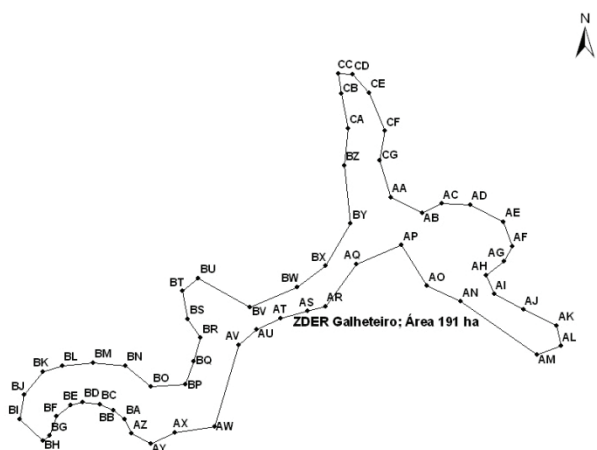 N
CC CD
CB CE
CA CF
BZ CG
AA AC AD
AB AE
BY AP AF
BX AQ AG
AH
BU BW AO AI
BT BV AN AJ
BS AT AS AR AK
ZDER Galheteiro; Área 191 ha
BR AV AU AL
AM
BK BL BM BN BQ
BJ BO BP
BI BF BE BD BC
BB BA
BG AZ AX AW
BH AY